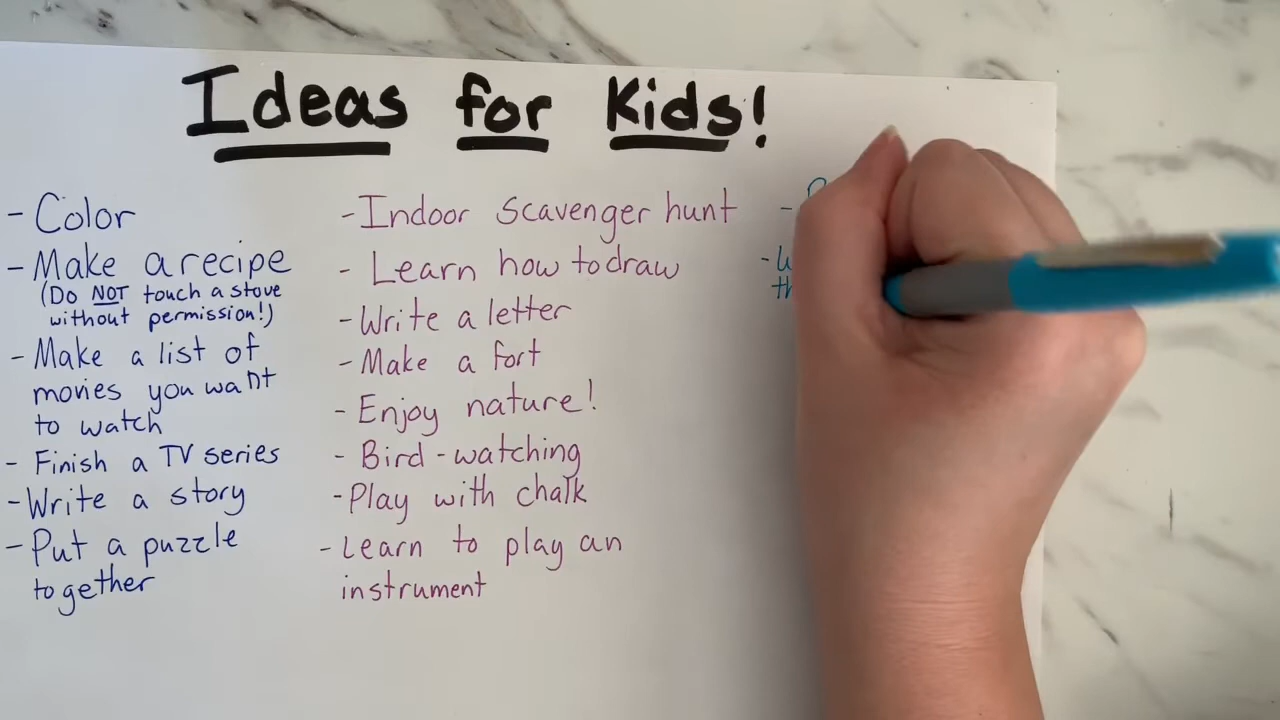 Ideas for Kids!
- Color
- Make a recipe
(Do NOT touch a stove
without permission!)
- Make a list of
movies you want
to watch
- Finish a TV series
- Write a story
- Put a puzzle
together
- Indoor scavenger hunt
- Learn how to draw
- Write a letter
- Make a fort
- Enjoy nature!
- Bird-watching
- Play with chalk
- Learn to play an
instrument